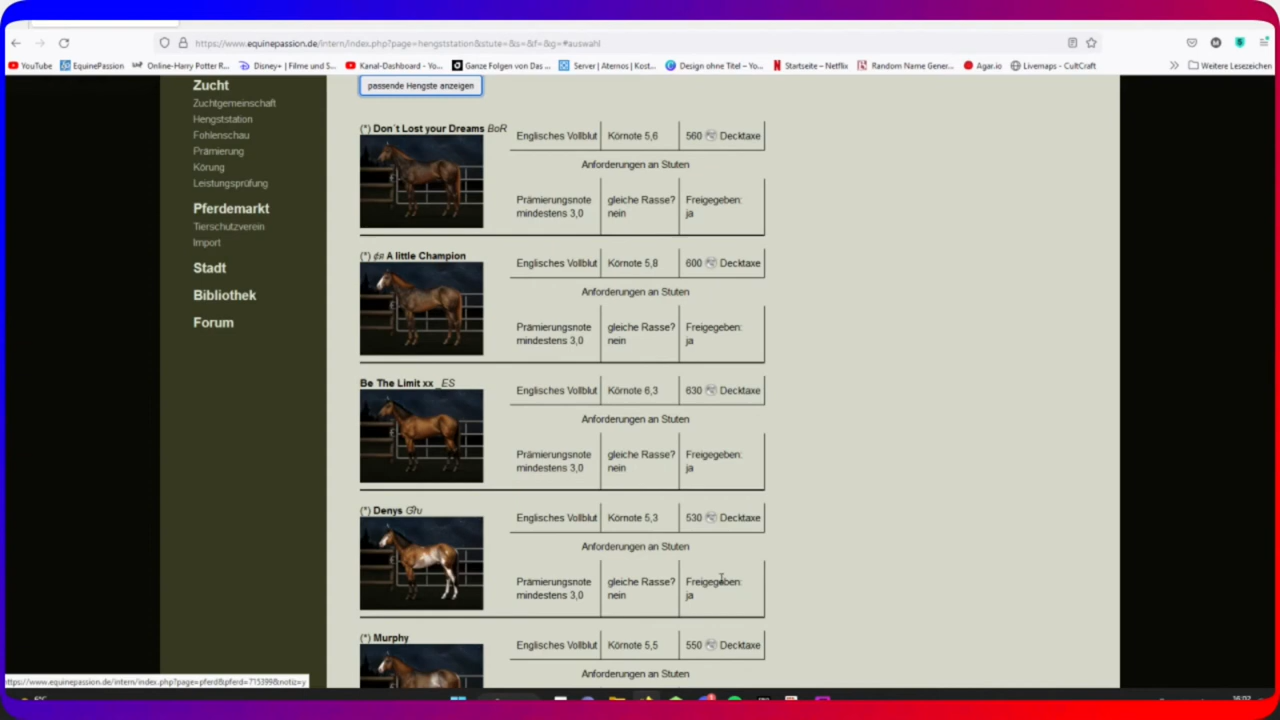 https://www.equinepassion.de/intern/index.php?page=hengststation&stute=&s=&f=&g=#auswahl
YouTube EquinePassion Online-Harry Potter R... Disney+ | Filme und S... Kanal-Dashboard - Yo... Ganze Folgen von Das ... Server | Aternos | Kost... Design ohne Titel – Yo... Startseite – Netflix Random Name Gener... Agar.io Livemaps - CultCraft Weitere Lesezeichen
Zucht
Zuchtgemeinschaft
Hengststation
Fohlenschau
Prämierung
Körung
Leistungsprüfung
Pferdemarkt
Tierschutzverein
Import
Stadt
Bibliothek
Forum
passende Hengste anzeigen
(*) Don´t Lost your Dreams BoR
Englisches Vollblut Körnote 5,6 560 Decktaxe
Anforderungen an Stuten
Prämierungsnote gleiche Rasse? Freigegeben:
mindestens 3,0 nein ja
(*) A little Champion
Englisches Vollblut Körnote 5,8 600 Decktaxe
Anforderungen an Stuten
Prämierungsnote gleiche Rasse? Freigegeben:
mindestens 3,0 nein ja
Be The Limit xx _ES
Englisches Vollblut Körnote 6,3 630 Decktaxe
Anforderungen an Stuten
Prämierungsnote gleiche Rasse? Freigegeben:
mindestens 3,0 nein ja
(*) Denys
Englisches Vollblut Körnote 5,3 530 Decktaxe
Anforderungen an Stuten
Prämierungsnote gleiche Rasse? Freigegeben:
mindestens 3,0 nein ja
(*) Murphy
Englisches Vollblut Körnote 5,5 550 Decktaxe
Anforderungen an Stuten
https://www.equinepassion.de/intern/index.php?page=pferd&pferd=715399&notiz=y